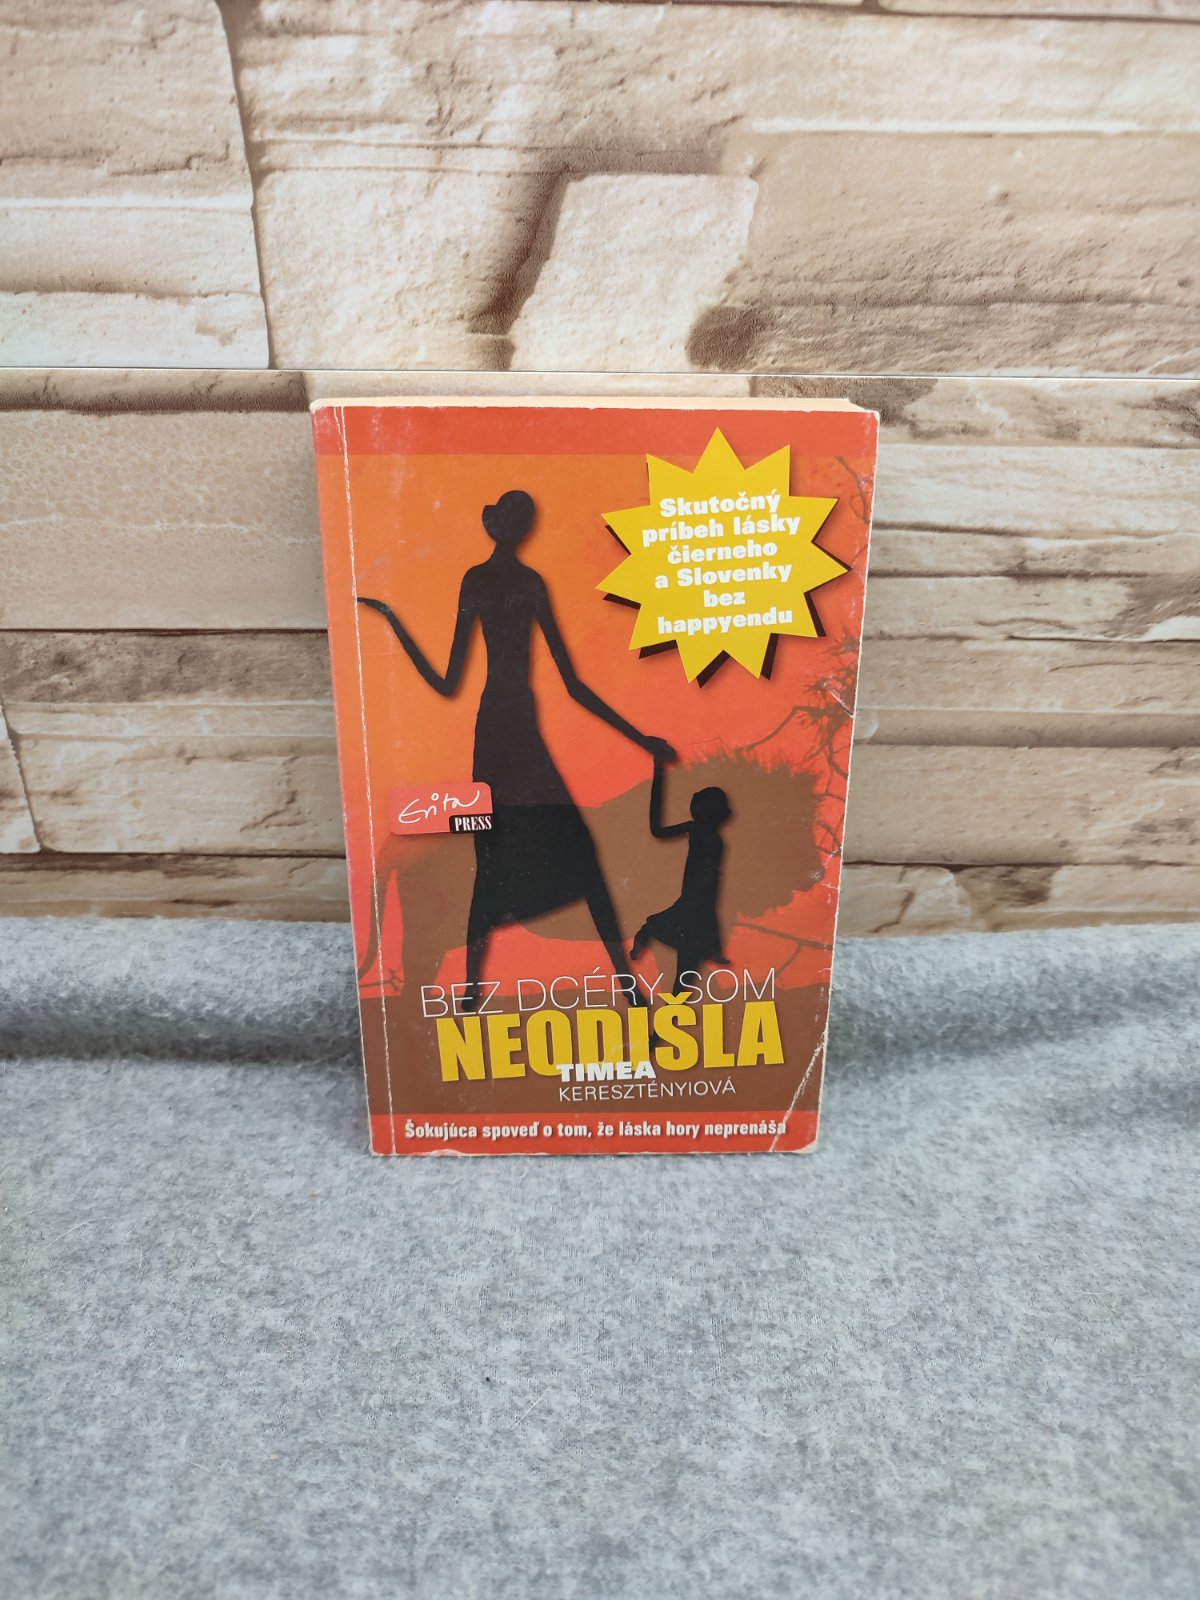 Skutočný
príbeh lásky
čierneho
a Slovenky
bez
happyendu
Evita
PRESS
BEZ DCÉRY SOM
NEODIŠLA
TIMEA
KERESZTÉNYIOVÁ
Šokujúca spoveď o tom, že láska hory neprenáša